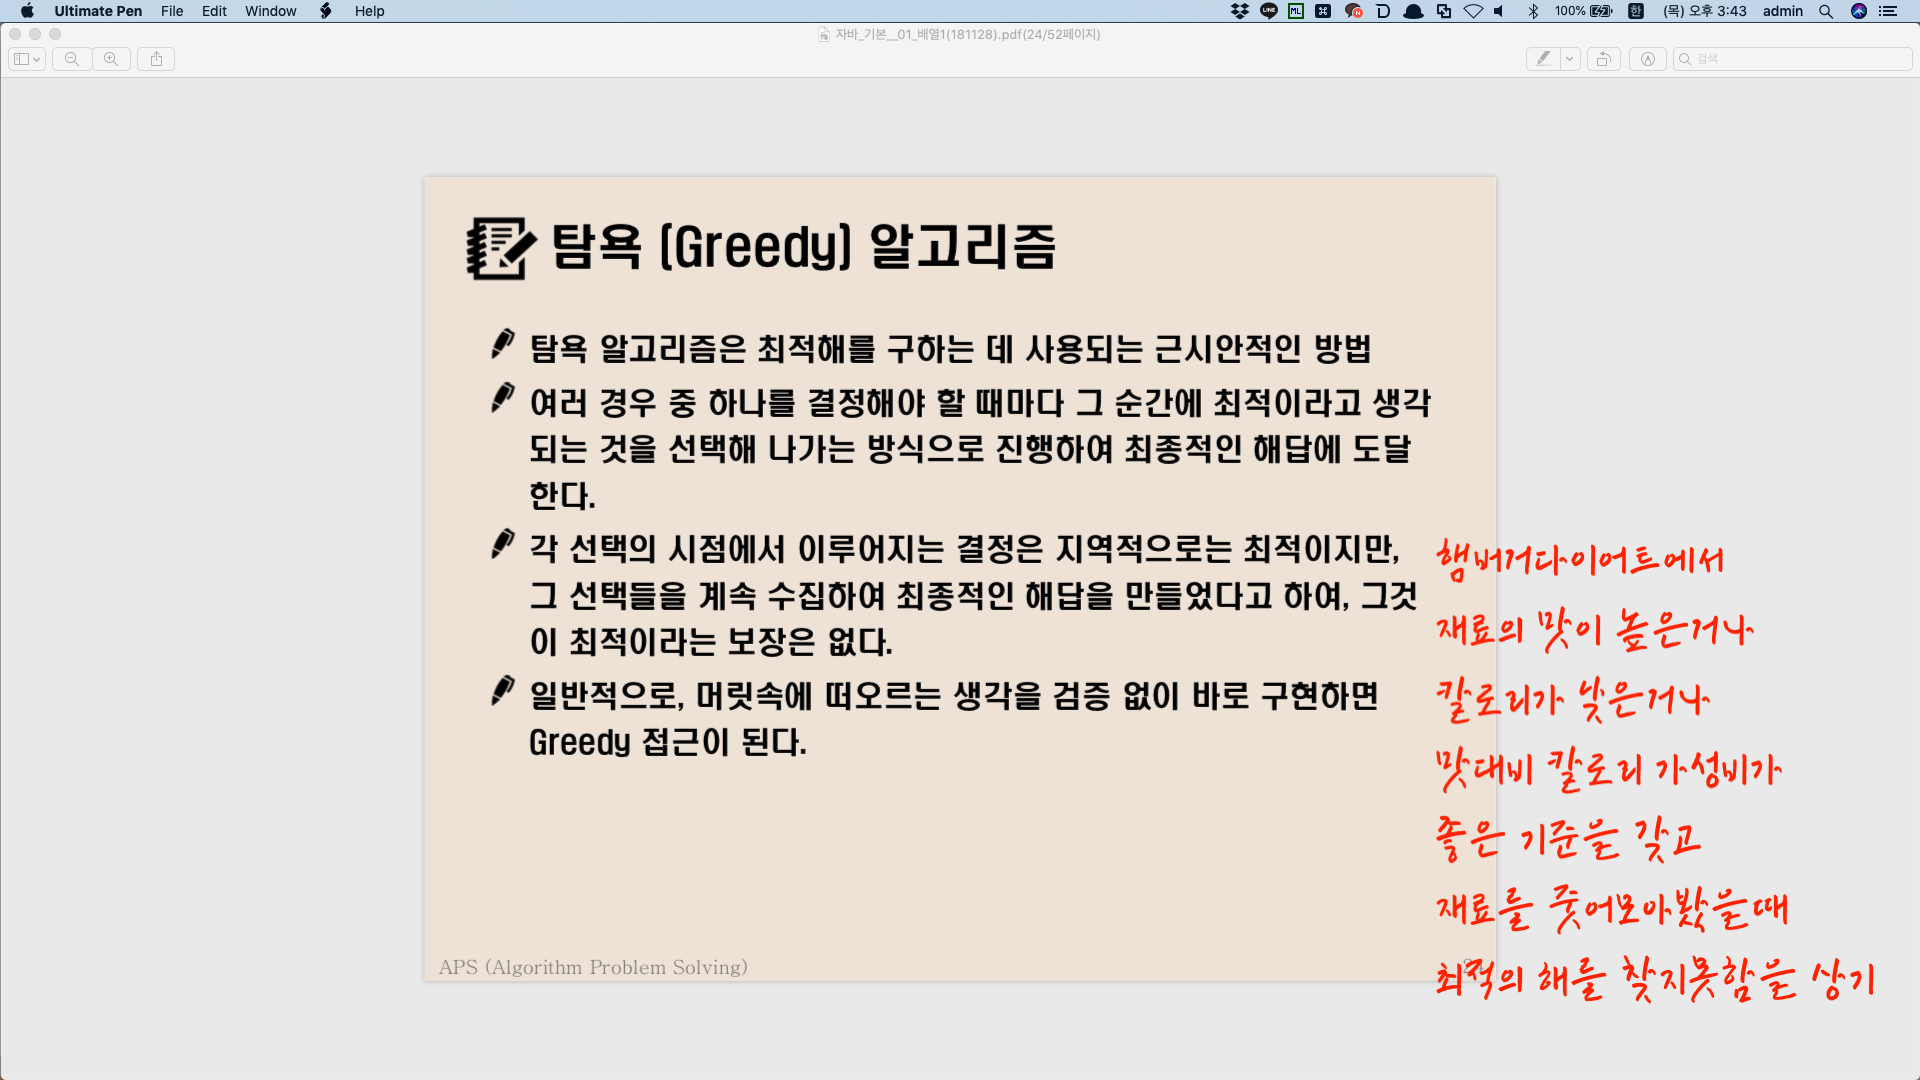 Ultimate Pen File Edit Window Help 100% 한 (목) 오후 3:43 admin
자바_기본__01_배열1(181128).pdf(24/52페이지)
검색
탐욕 (Greedy) 알고리즘
탐욕 알고리즘은 최적해를 구하는 데 사용되는 근시안적인 방법
여러 경우 중 하나를 결정해야 할 때마다 그 순간에 최적이라고 생각
되는 것을 선택해 나가는 방식으로 진행하여 최종적인 해답에 도달
한다.
각 선택의 시점에서 이루어지는 결정은 지역적으로는 최적이지만,
그 선택들을 계속 수집하여 최종적인 해답을 만들었다고 하여, 그것
이 최적이라는 보장은 없다.
일반적으로, 머릿속에 떠오르는 생각을 검증 없이 바로 구현하면
Greedy 접근이 된다.
햄버거다이어트에서
재료의 맛이 높은거나
칼로리가 낮은거나
맛대비 칼로리 가성비가
좋은 기준을 갖고
재료를 줏어모아봤을때
최적의 해를 찾지못함을 상기
APS (Algorithm Problem Solving)